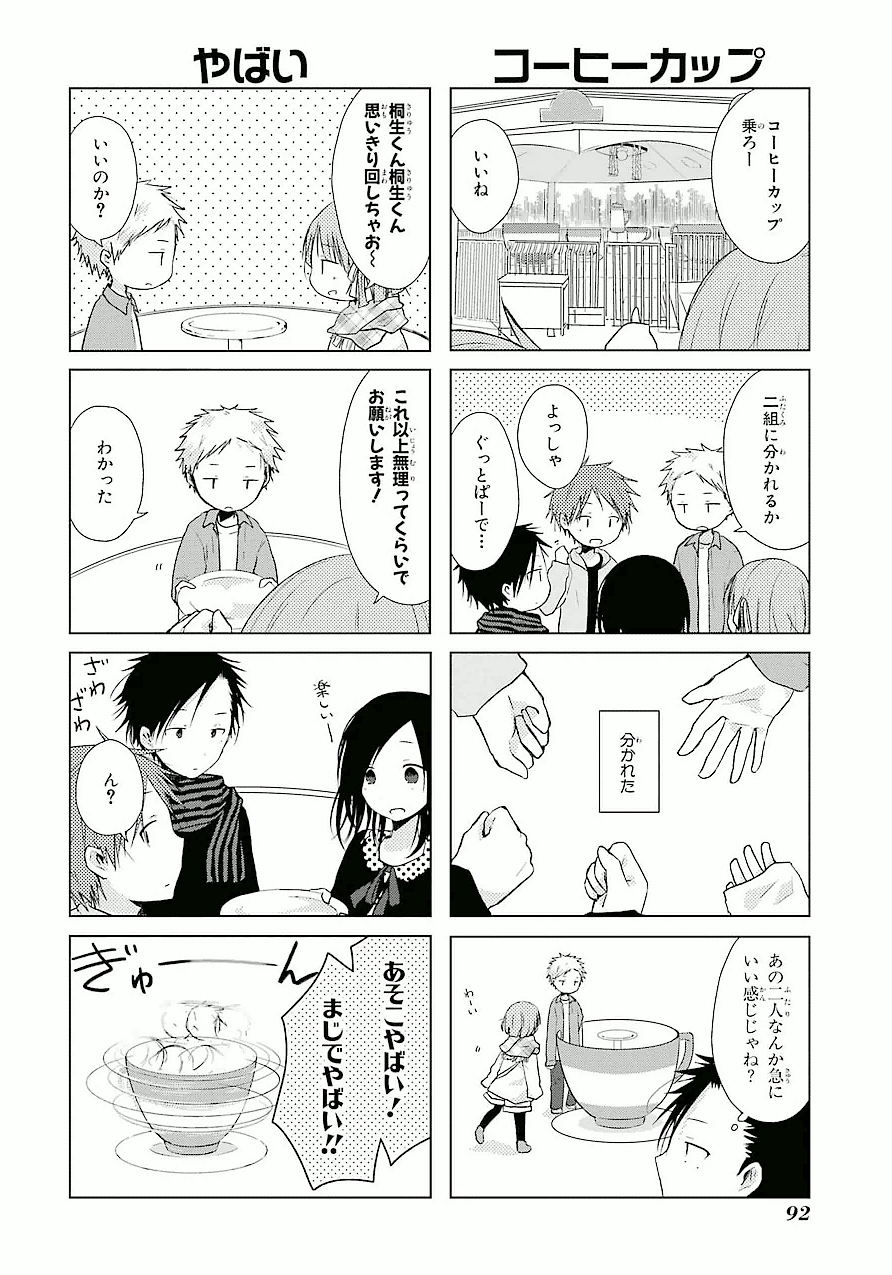 コーヒーカップ
コーヒーカップ
乗ろー
いいね
二組に分かれるか
よっしゃ
ぐっとぱーで…
分かれた
あの二人なんか急に
いい感じじゃね?
わーい
やばい
桐生くん桐生くん
思いきり回しちゃお〜
いいのか?
これ以上無理ってくらいで
お願いします!
わかった
楽しいー
ざわ
ざわ
ん?
あそこやばい!
まじでやばい!!
ぎゅーん
92